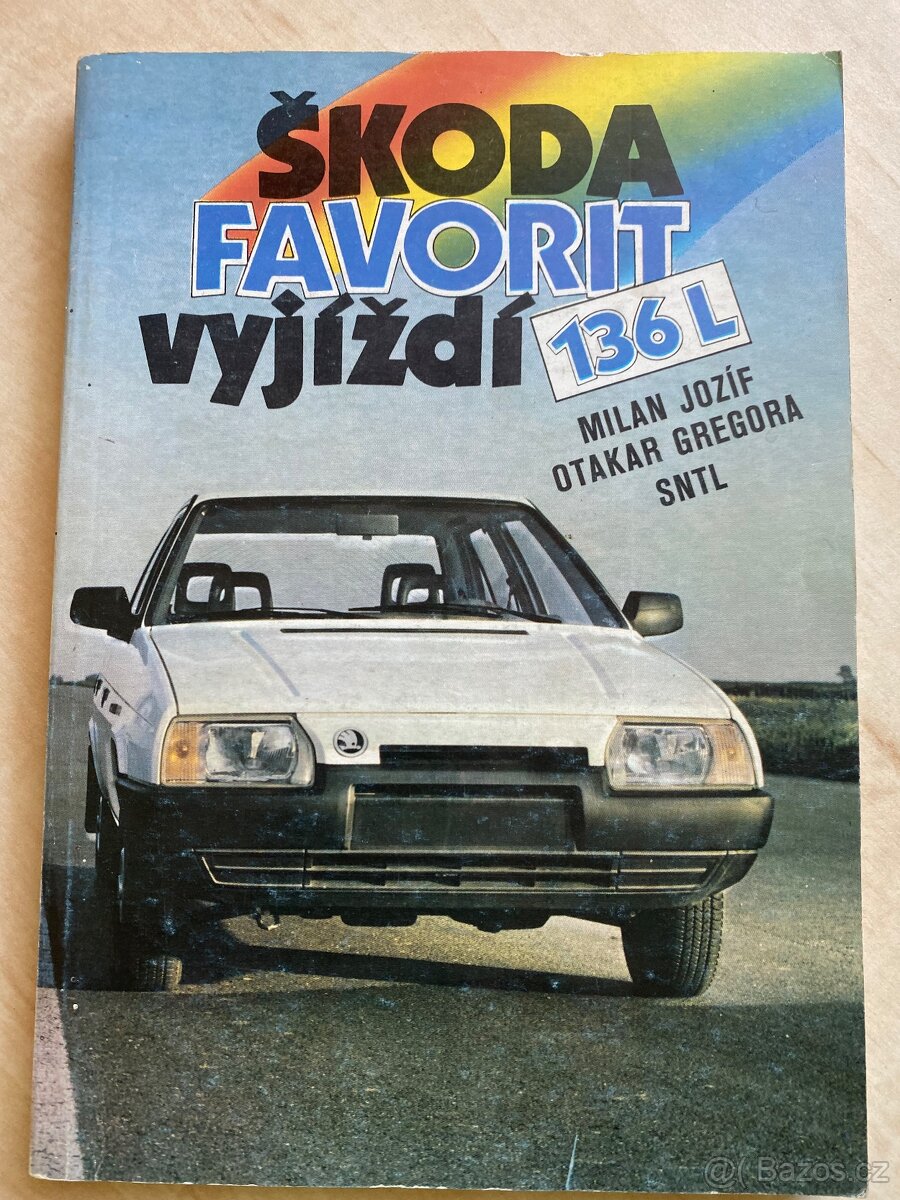 ŠKODA
FAVORIT
vyjíždí
136 L
MILAN JOZÍF
OTAKAR GREGORA
SNTL
@( Bazos.cz